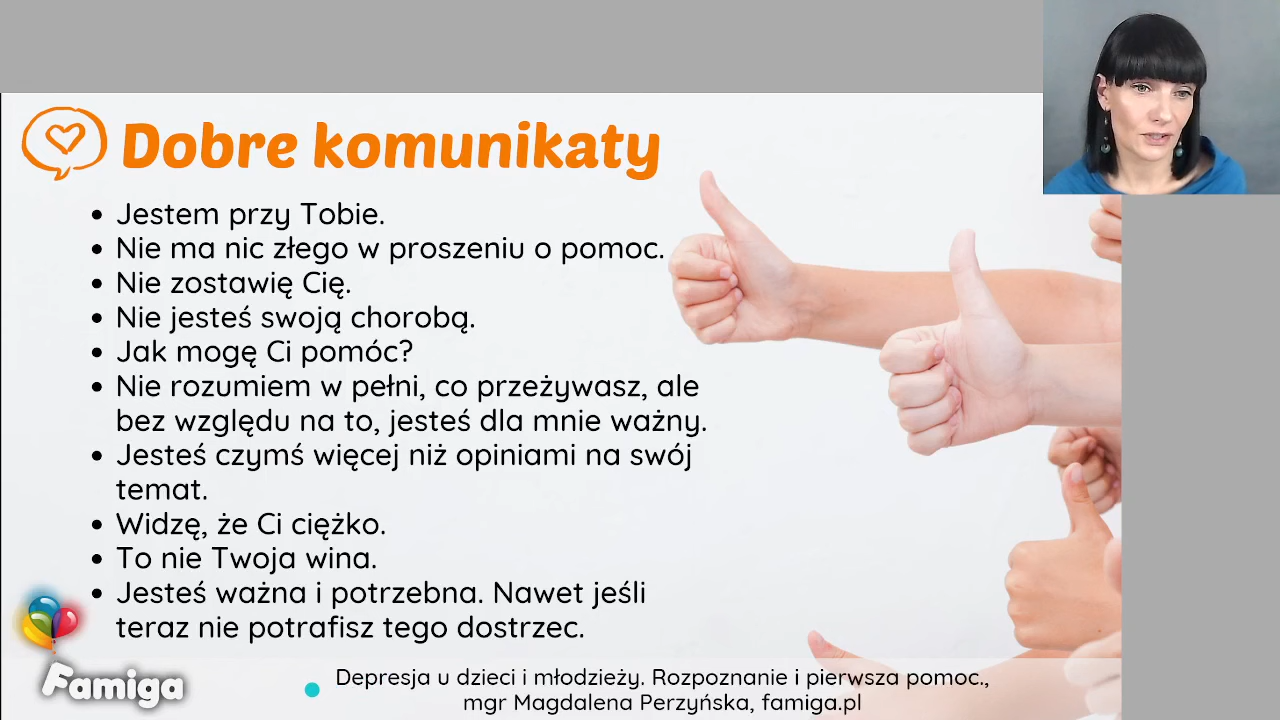 Dobre komunikaty
Jestem przy Tobie.
Nie ma nic złego w proszeniu o pomoc.
Nie zostawię Cię.
Nie jesteś swoją chorobą.
Jak mogę Ci pomóc?
Nie rozumiem w pełni, co przeżywasz, ale
bez względu na to, jesteś dla mnie ważny.
Jesteś czymś więcej niż opiniami na swój
temat.
Widzę, że Ci ciężko.
To nie Twoja wina.
Jesteś ważna i potrzebna. Nawet jeśli
teraz nie potrafisz tego dostrzec.
Famiga
Depresja u dzieci i młodzieży. Rozpoznanie i pierwsza pomoc.,
mgr Magdalena Perzyńska, famiga.pl